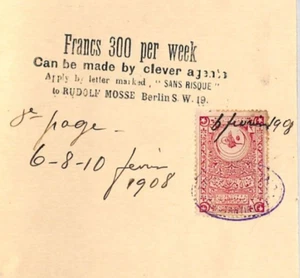 Francs 300 per week
Can be made by clever agents
Apply by letter marked, "SANS RISQUE"
to RUDOLF MOSSE Berlin S. W. 19.
8e page -
6-8-10
1908